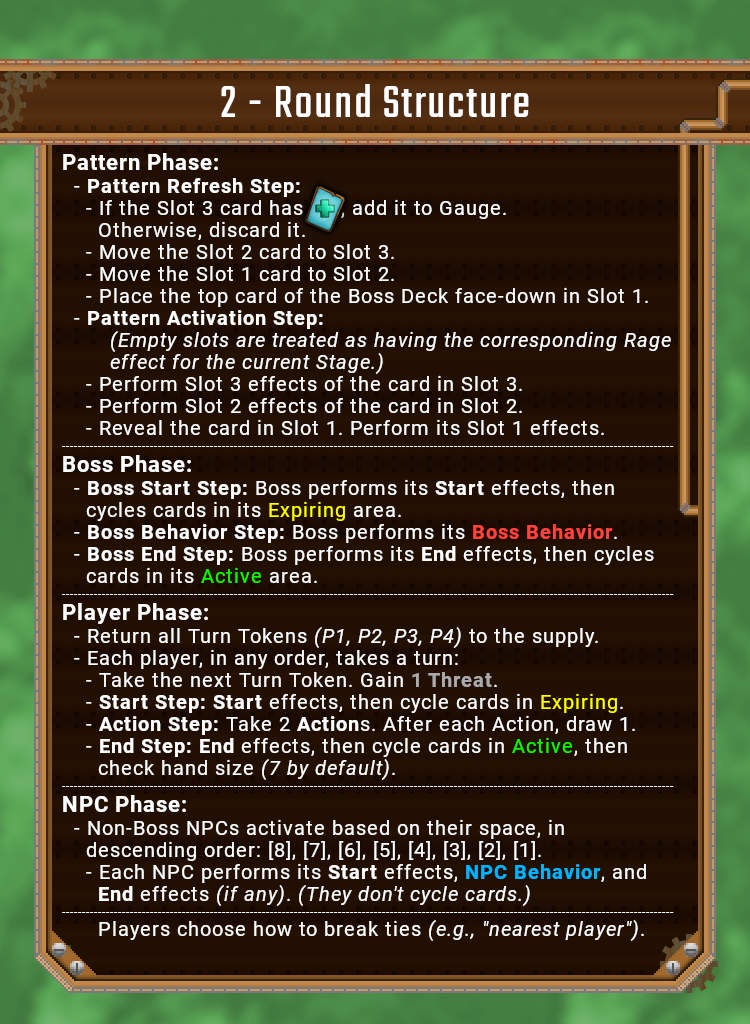 2 - Round Structure
Pattern Phase:
- Pattern Refresh Step:
- If the Slot 3 card has , add it to Gauge.
Otherwise, discard it.
- Move the Slot 2 card to Slot 3.
- Move the Slot 1 card to Slot 2.
- Place the top card of the Boss Deck face-down in Slot 1.
- Pattern Activation Step:
(Empty slots are treated as having the corresponding Rage
effect for the current Stage.)
- Perform Slot 3 effects of the card in Slot 3.
- Perform Slot 2 effects of the card in Slot 2.
- Reveal the card in Slot 1. Perform its Slot 1 effects.
Boss Phase:
- Boss Start Step: Boss performs its Start effects, then
cycles cards in its Expiring area.
- Boss Behavior Step: Boss performs its Boss Behavior.
- Boss End Step: Boss performs its End effects, then cycles
cards in its Active area.
Player Phase:
- Return all Turn Tokens (P1, P2, P3, P4) to the supply.
- Each player, in any order, takes a turn:
- Take the next Turn Token. Gain 1 Threat.
- Start Step: Start effects, then cycle cards in Expiring.
- Action Step: Take 2 Actions. After each Action, draw 1.
- End Step: End effects, then cycle cards in Active, then
check hand size (7 by default).
NPC Phase:
- Non-Boss NPCs activate based on their space, in
descending order: [8], [7], [6], [5], [4], [3], [2], [1].
- Each NPC performs its Start effects, NPC Behavior, and
End effects (if any). (They don't cycle cards.)
Players choose how to break ties (e.g., "nearest player").